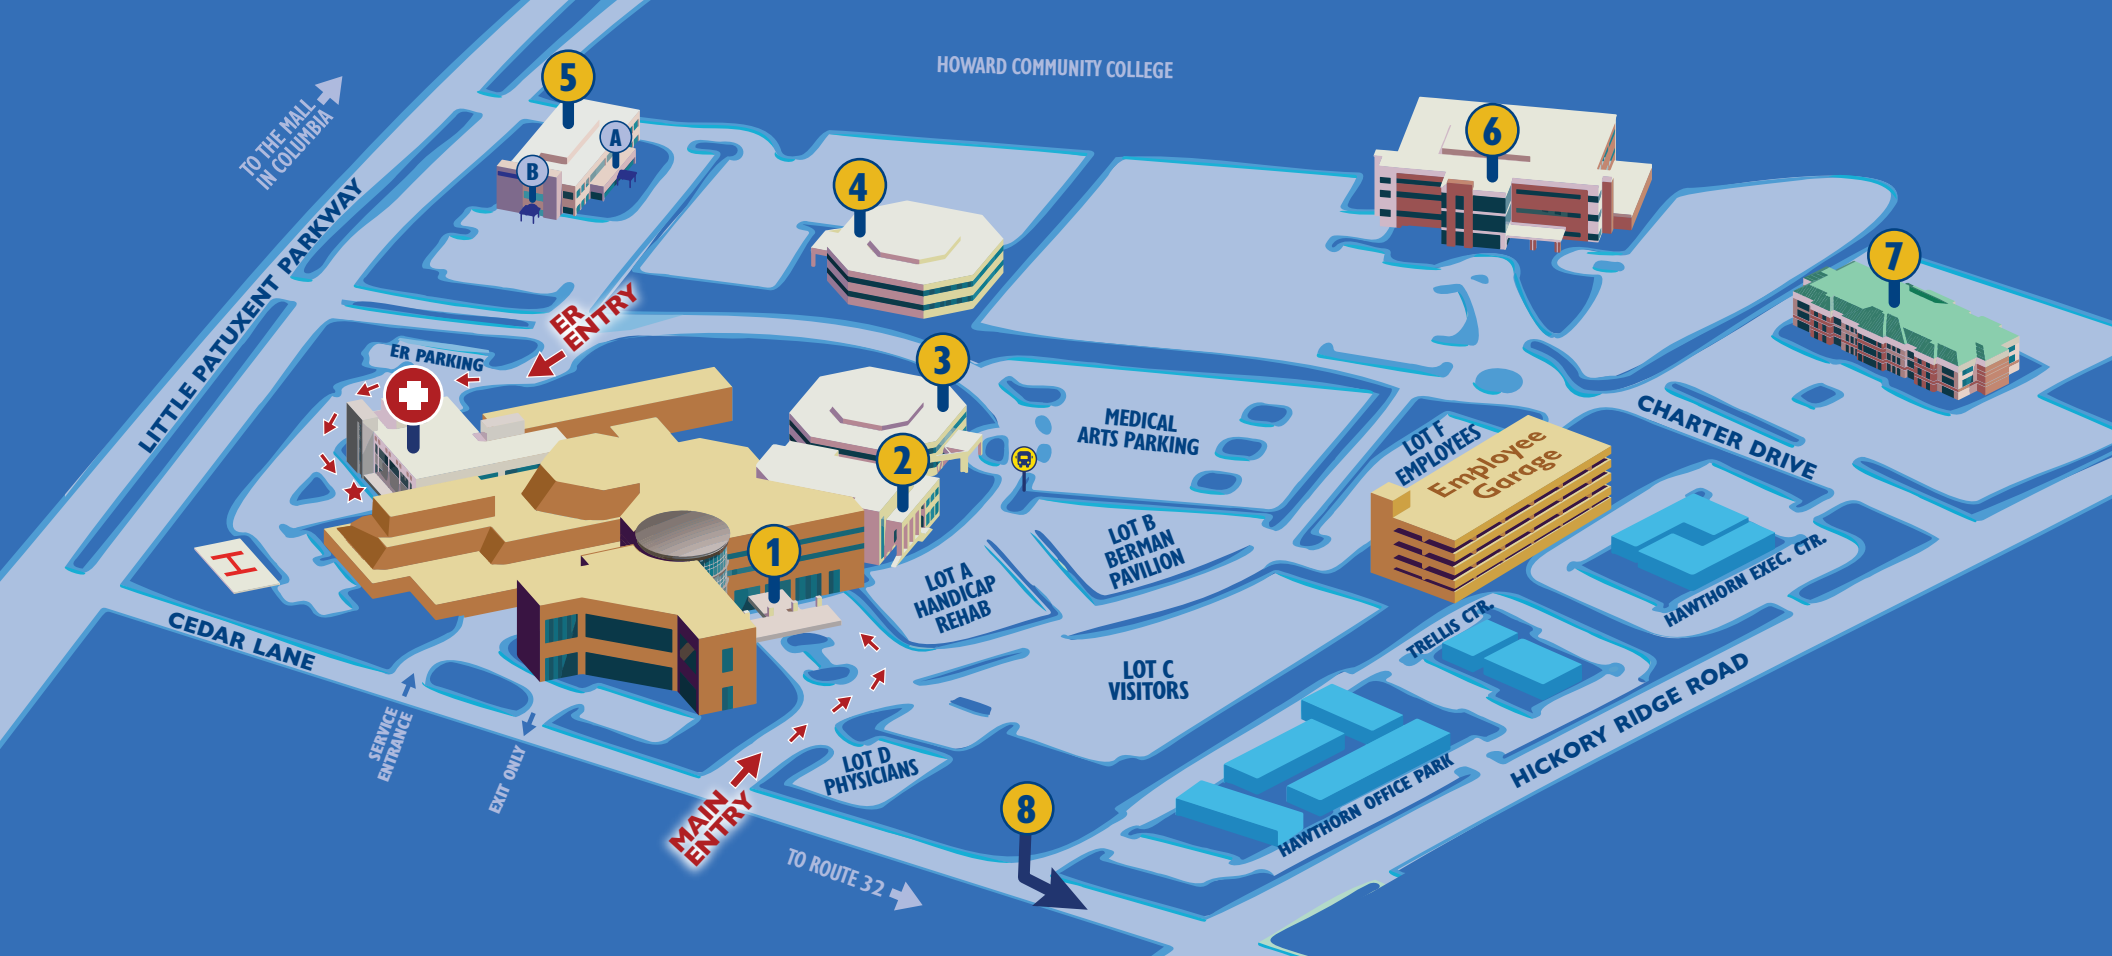 HOWARD COMMUNITY COLLEGE
5
A
B
TO THE MALL
IN COLUMBIA
4
6
7
LITTLE PATUXENT PARKWAY
ER
ENTRY
ER PARKING
3
MEDICAL
ARTS PARKING
2
LOT F
EMPLOYEES
Employee
Garage
CHARTER DRIVE
1
H
LOT A
HANDICAP
REHAB
LOT B
BERMAN
PAVILION
HAWTHORN EXEC. CTR.
CEDAR LANE
TRELLIS CTR.
LOT C
VISITORS
HICKORY RIDGE ROAD
SERVICE
ENTRANCE
EXIT ONLY
LOT D
PHYSICIANS
MAIN
ENTRY
8
HAWTHORN OFFICE PARK
TO ROUTE 32